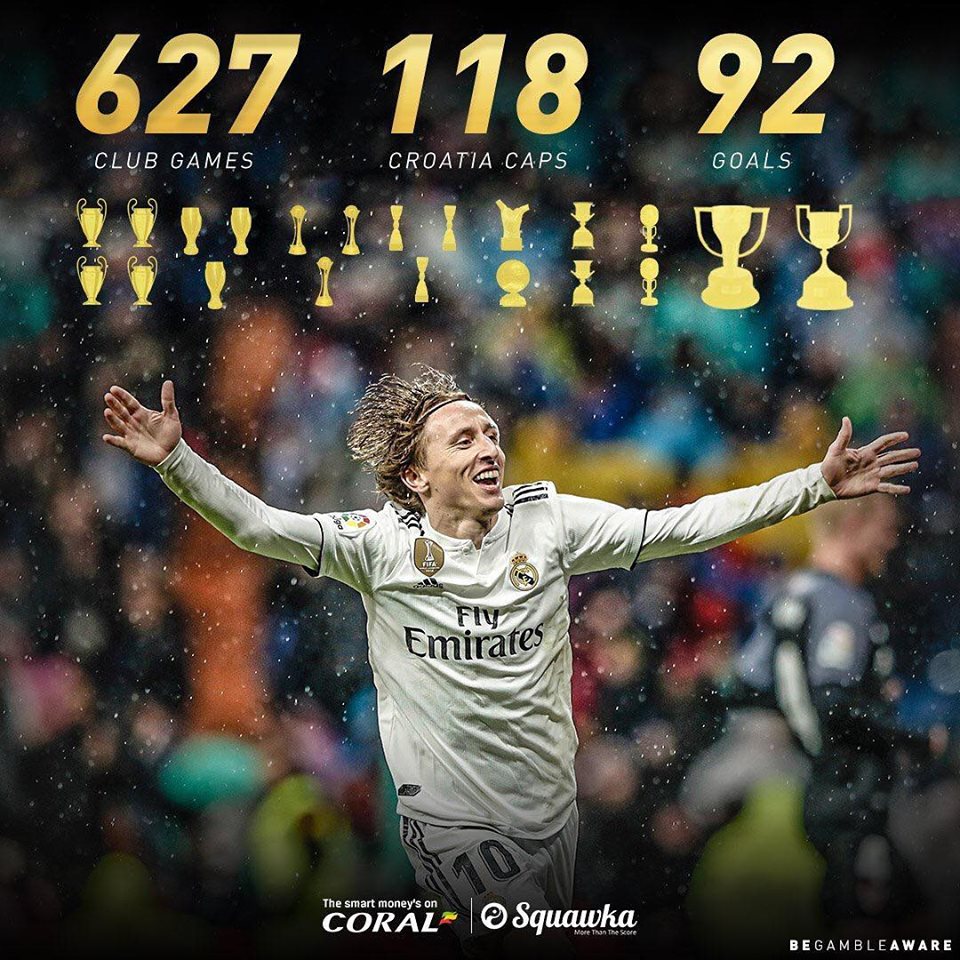 627 118 92
CLUB GAMES CROATIA CAPS GOALS
FIFA
adidas
Fly
Emirates
10
The smart money's on
CORAL
Squawka
More Than The Score
BEGAMBLEAWARE